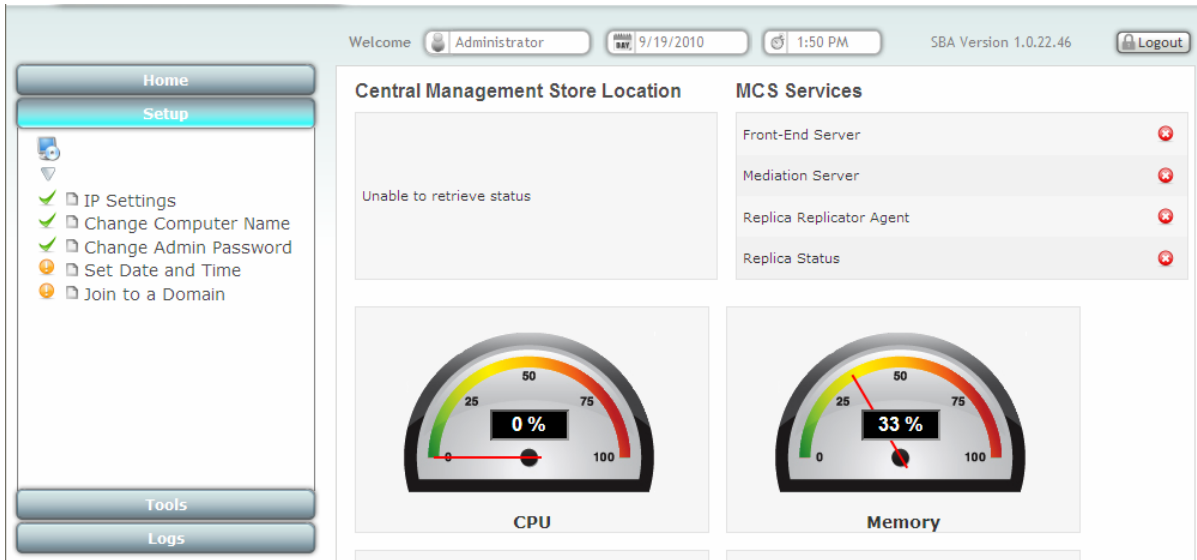 Welcome Administrator DAY 9/19/2010 1:50 PM SBA Version 1.0.22.46 Logout
Home
Setup
IP Settings
Change Computer Name
Change Admin Password
Set Date and Time
Join to a Domain
Tools
Logs
Central Management Store Location
Unable to retrieve status
MCS Services
Front-End Server
Mediation Server
Replica Replicator Agent
Replica Status
0 25 50 75 100
0 %
CPU
0 25 50 75 100
33 %
Memory